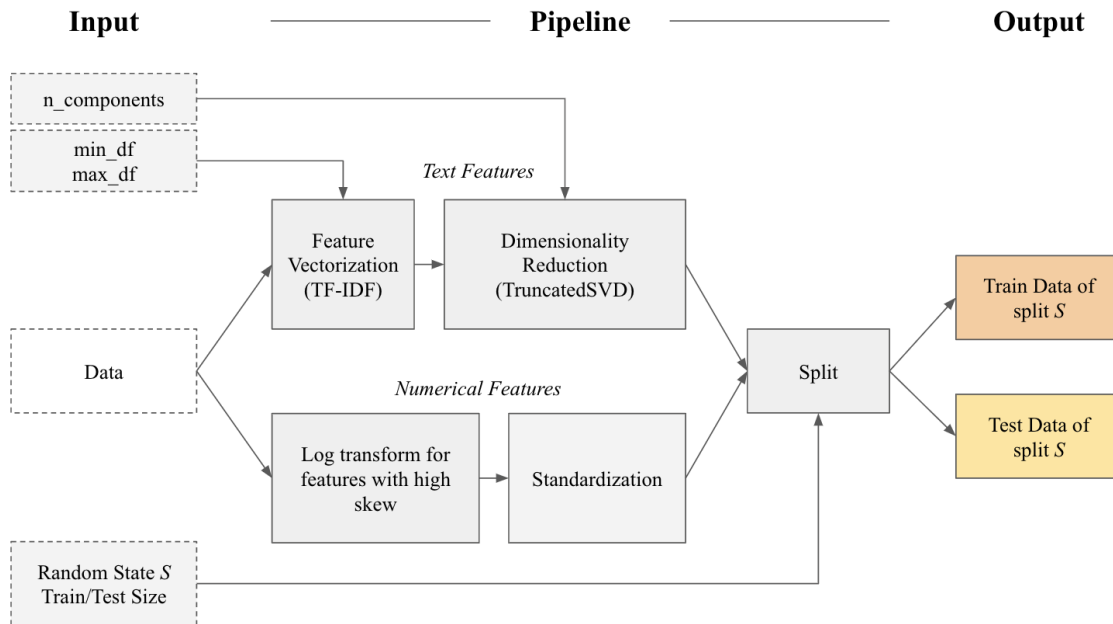 Input
Pipeline
Output
n_components
min_df
max_df
Text Features
Feature
Vectorization
(TF-IDF)
Dimensionality
Reduction
(TruncatedSVD)
Train Data of
split S
Data
Split
Numerical Features
Test Data of
split S
Log transform for
features with high
skew
Standardization
Random State S
Train/Test Size